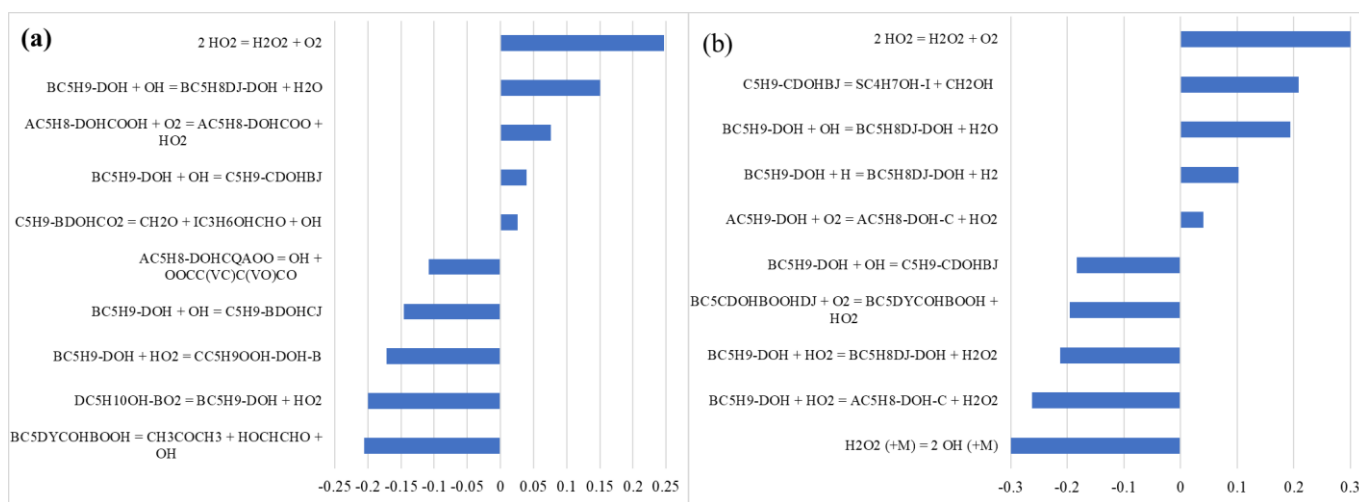 (a)
2 HO2 = H2O2 + O2
BC5H9-DOH + OH = BC5H8DJ-DOH + H2O
AC5H8-DOHCOOH + O2 = AC5H8-DOHCOO +
HO2
BC5H9-DOH + OH = C5H9-CDOHBJ
C5H9-BDOHCO2 = CH2O + IC3H6OHCHO + OH
AC5H8-DOHCQAOO = OH +
OOCC(VC)C(VO)CO
BC5H9-DOH + OH = C5H9-BDOHCJ
BC5H9-DOH + HO2 = CC5H9OOH-DOH-B
DC5H10OH-BO2 = BC5H9-DOH + HO2
BC5DYCOHBOOH = CH3COCH3 + HOCHCHO +
OH
-0.25 -0.2 -0.15 -0.1 -0.05 0 0.05 0.1 0.15 0.2 0.25
(b)
2 HO2 = H2O2 + O2
C5H9-CDOHBJ = SC4H7OH-I + CH2OH
BC5H9-DOH + OH = BC5H8DJ-DOH + H2O
BC5H9-DOH + H = BC5H8DJ-DOH + H2
AC5H9-DOH + O2 = AC5H8-DOH-C + HO2
BC5H9-DOH + OH = C5H9-CDOHBJ
BC5CDOHBOOHDJ + O2 = BC5DYCOHBOOH +
HO2
BC5H9-DOH + HO2 = BC5H8DJ-DOH + H2O2
BC5H9-DOH + HO2 = AC5H8-DOH-C + H2O2
H2O2 (+M) = 2 OH (+M)
-0.3 -0.2 -0.1 0 0.1 0.2 0.3